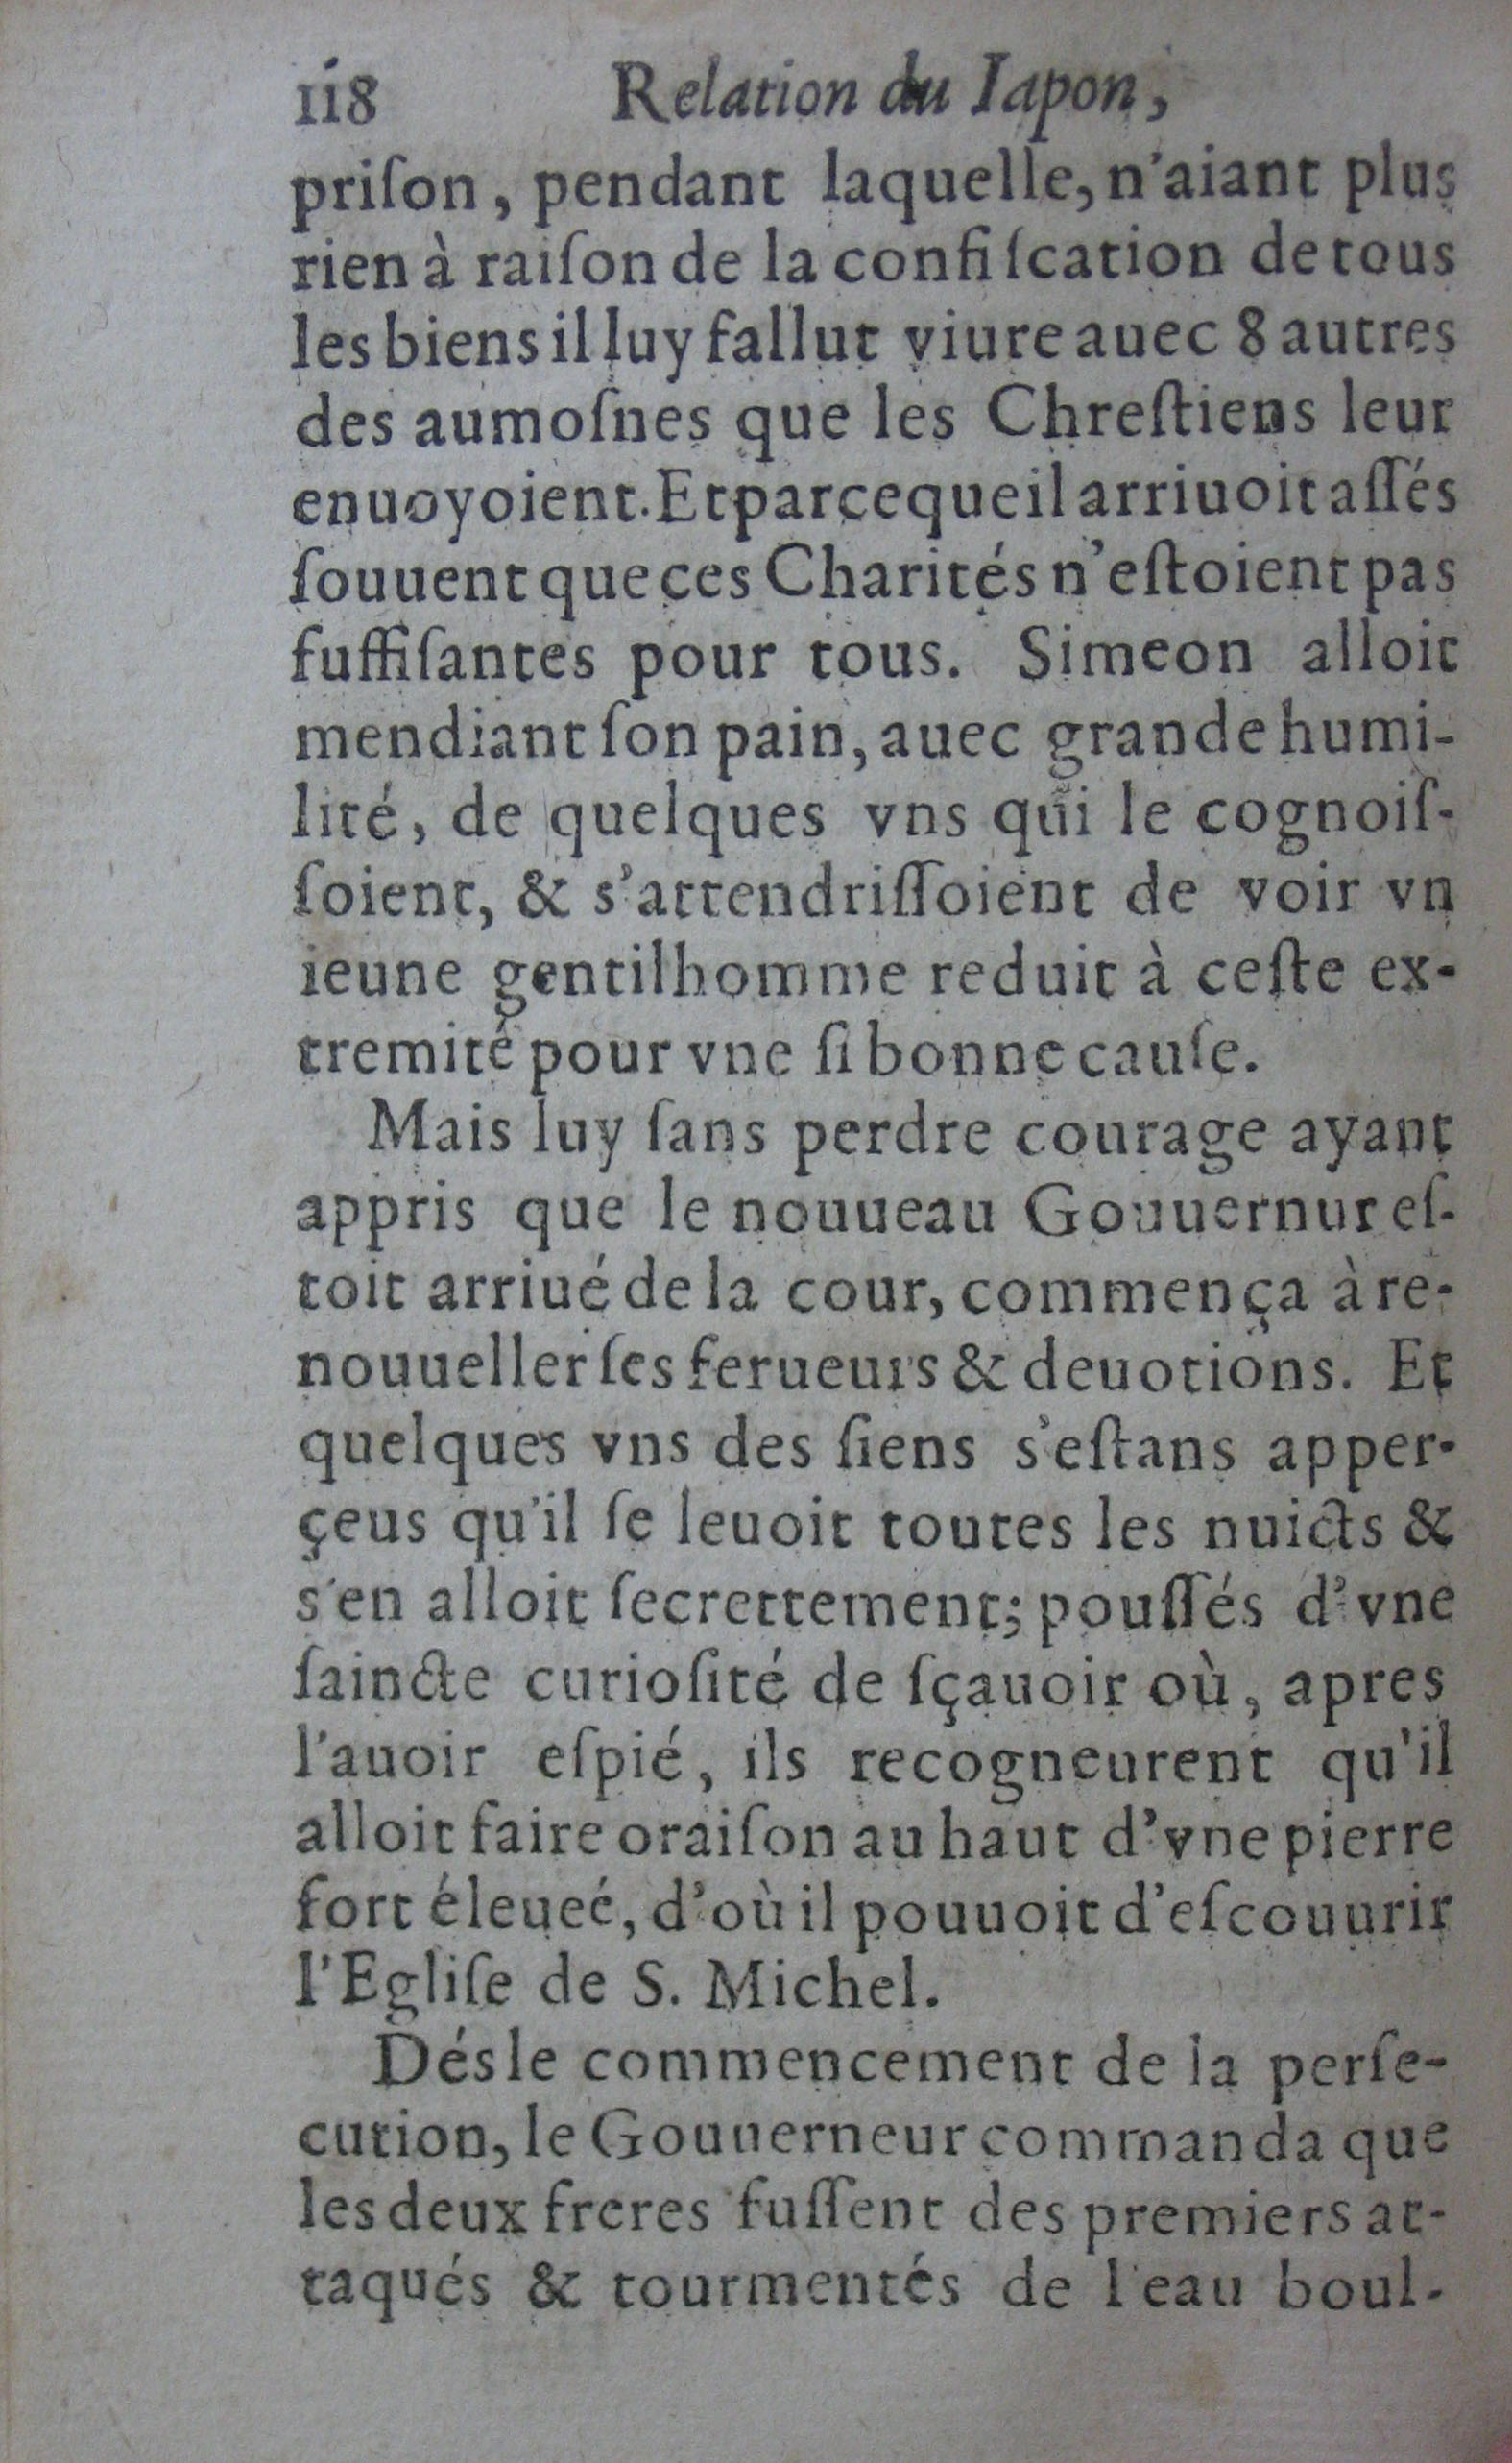 118 Relation du Iapon,
priſon, pendant laquelle, n'aiant plus
rien à raiſon de la confiſcation de tous
les biens il luy fallut viure auec 8 autres
des aumoſnes que les Chreſtiens leur
enuoyoient. Et parce que il arriuoit aſſés
ſouuent que ces Charités n'eſtoient pas
ſuffiſantes pour tous. Simeon alloit
mendiant ſon pain, auec grande humi-
lité, de quelques vns qui le cognoiſ-
ſoient, & s'attendriſſoient de voir vn
ieune gentilhomme reduit à ceſte ex-
tremité pour vne ſi bonne cauſe.
Mais luy ſans perdre courage ayant
appris que le nouueau Gouuernur eſ-
toit arriué de la cour, commença à re-
nouueller ſes ferueurs & deuotions. Et
quelques vns des ſiens s'eſtans apper-
çeus qu'il ſe leuoit toutes les nuicts &
s'en alloit ſecrettement; pouſſés d'vne
ſaincte curioſité de ſçauoir où, apres
l'auoir eſpié, ils recogneurent qu'il
alloit faire oraiſon au haut d'vne pierre
fort éleueé, d'où il pouuoit d'eſcouurir
l'Egliſe de S. Michel.
Dés le commencement de la perſe-
cution, le Gouuerneur commanda que
les deux freres fuſſent des premiers at-
taqués & tourmentés de l'eau boul-